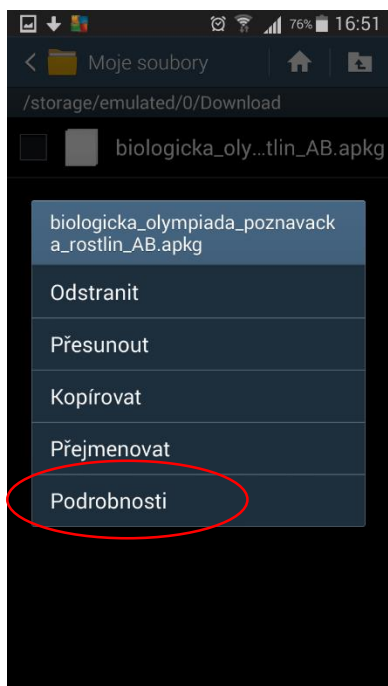 76% 16:51
Moje soubory
/storage/emulated/0/Download
biologicka_oly...tlin_AB.apkg
biologicka_olympiada_poznavack
a_rostlin_AB.apkg
Odstranit
Přesunout
Kopírovat
Přejmenovat
Podrobnosti